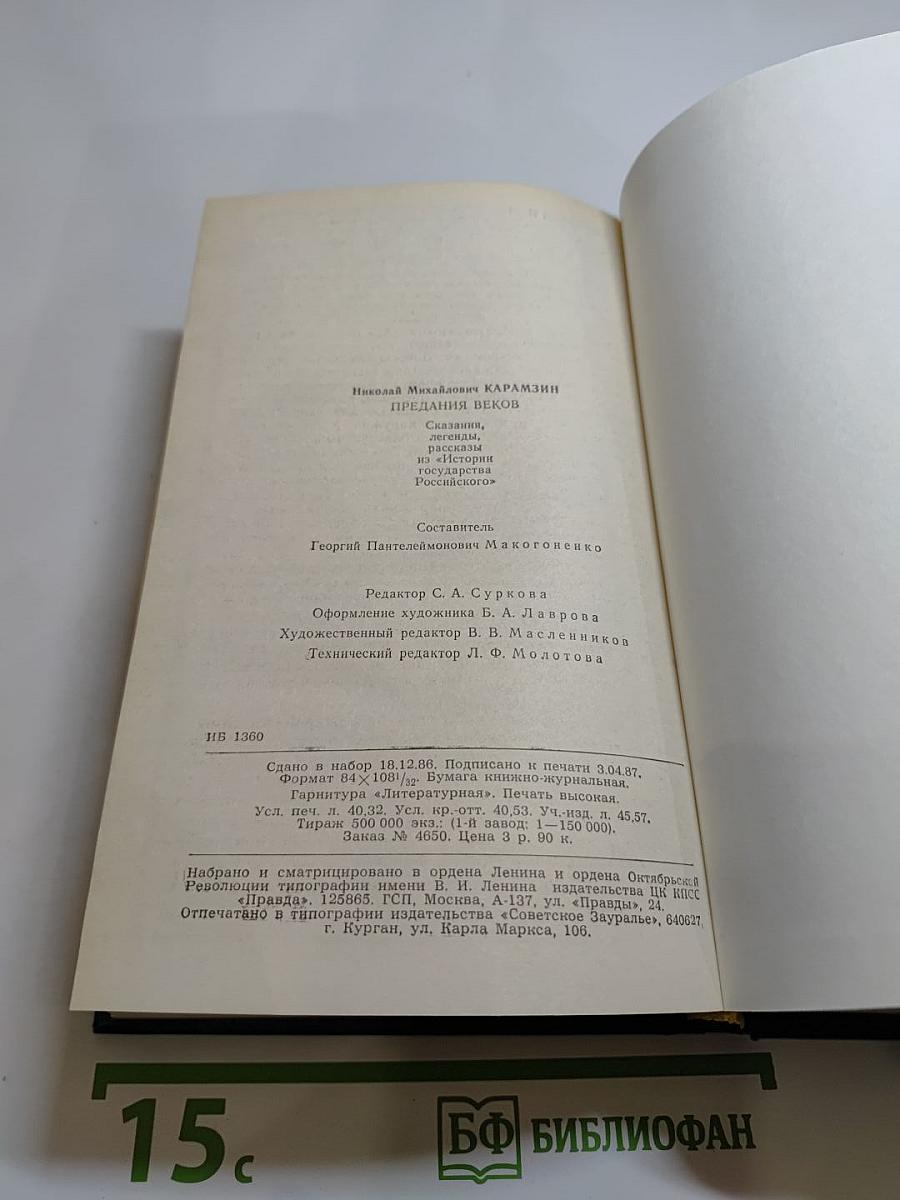 Николай Михайлович КАРАМЗИН
ПРЕДАНИЯ ВЕКОВ
Сказания,
легенды,
рассказы
из «Истории
государства
Российского»
Составитель
Георгий Пантелеймонович Макогоненко
Редактор С. А. Суркова
Оформление художника Б. А. Лаврова
Художественный редактор В. В. Масленников
Технический редактор Л. Ф. Молотова
ИБ 1360
Сдано в набор 18.12.86. Подписано к печати 3.04.87.
Формат 84×108¹/₃₂. Бумага книжно-журнальная.
Гарнитура «Литературная». Печать высокая.
Усл. печ. л. 40,32. Усл. кр.-отт. 40,53. Уч.-изд. л. 45,57.
Тираж 500 000 экз.: (1-й завод: 1—150 000).
Заказ № 4650. Цена 3 р. 90 к.
Набрано и сматрицировано в ордена Ленина и ордена Октябрьской
Революции типографии имени В. И. Ленина издательства ЦК КПСС
«Правда». 125865. ГСП, Москва, А-137, ул. «Правды», 24.
Отпечатано в типографии издательства «Советское Зауралье», 640627,
г. Курган, ул. Карла Маркса, 106.
15 с
БФ БИБЛИОФАН